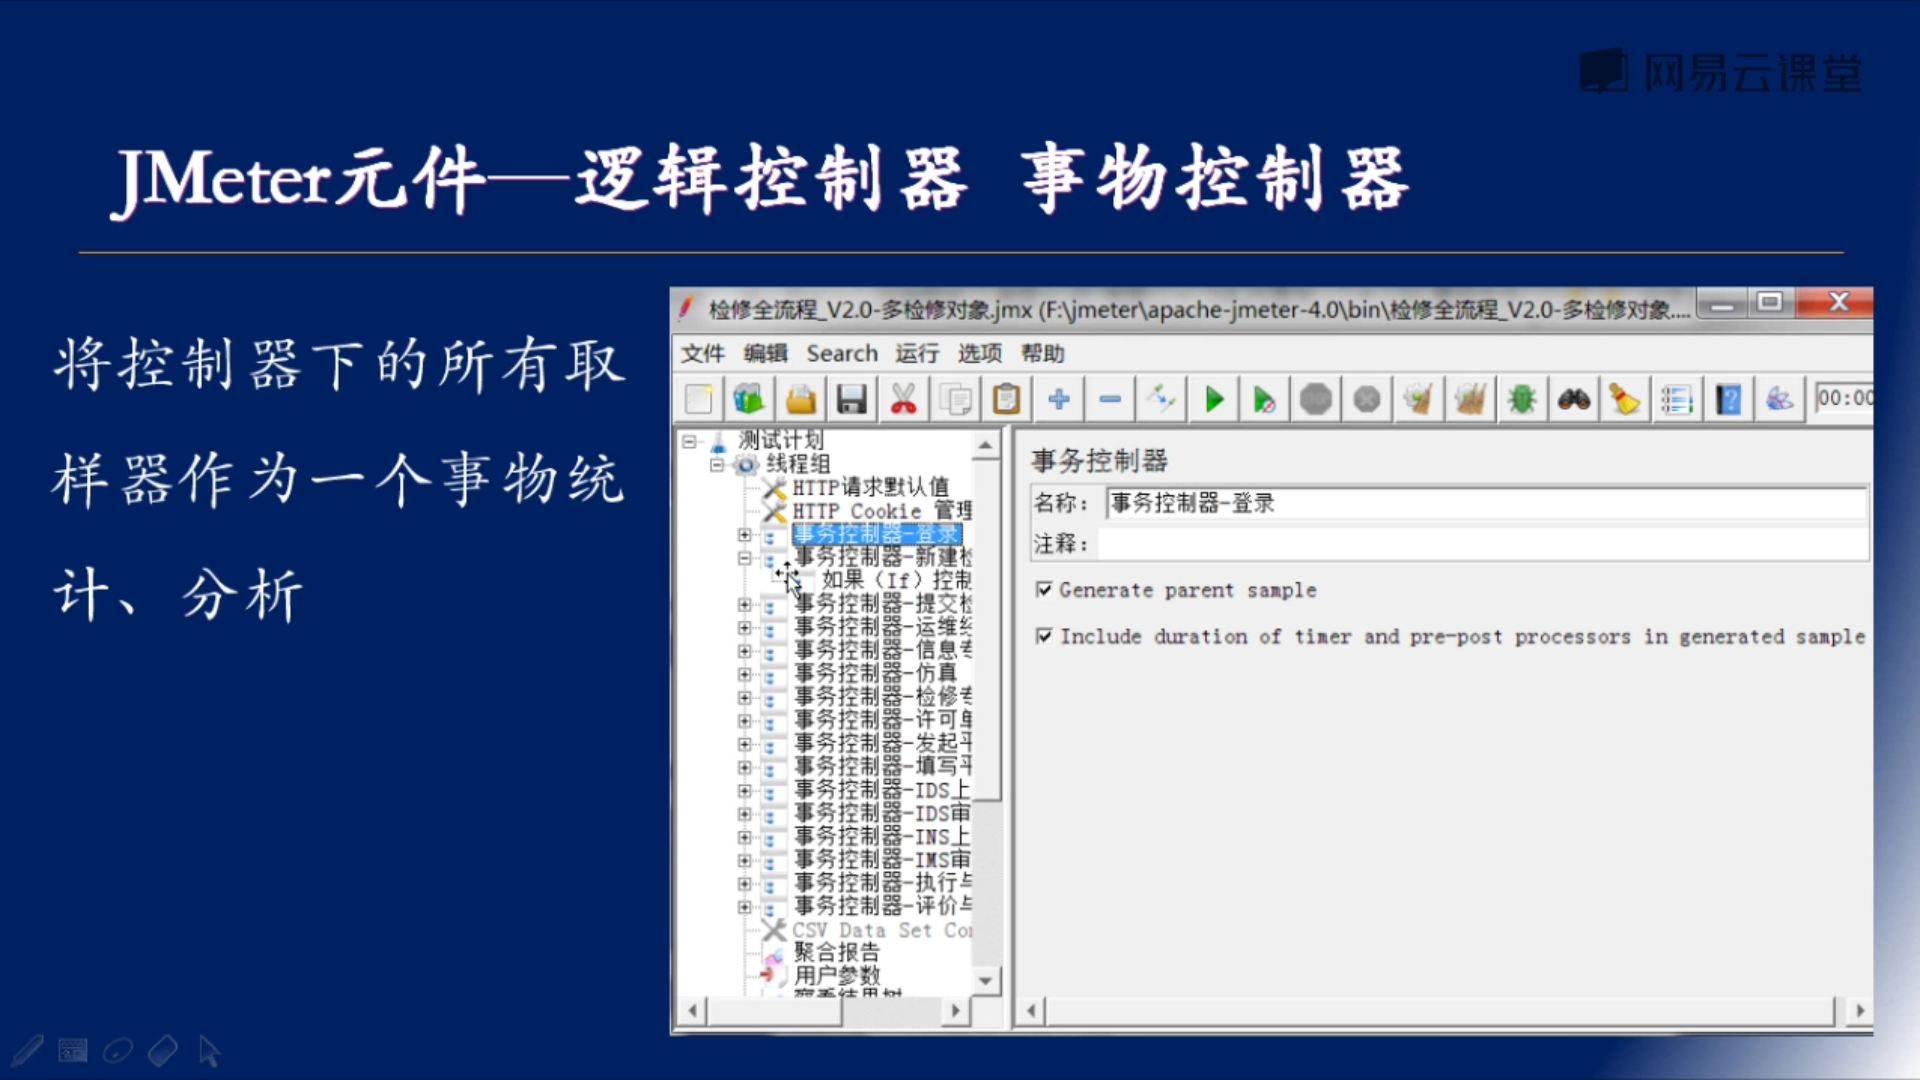 网易云课堂
JMeter元件—逻辑控制器 事物控制器
将控制器下的所有取
样器作为一个事物统
计、分析
检修全流程_V2.0-多检修对象.jmx (F:\jmeter\apache-jmeter-4.0\bin\检修全流程_V2.0-多检修对象....
文件 编辑 Search 运行 选项 帮助
00:00
测试计划
线程组
HTTP请求默认值
HTTP Cookie 管理
事务控制器-登录
事务控制器-新建检
如果（If）控制
事务控制器-提交检
事务控制器-运维
事务控制器-信息专
事务控制器-仿真
事务控制器-检修专
事务控制器-许可单
事务控制器-发起平
事务控制器-填写平
事务控制器-IDS上
事务控制器-IDS审
事务控制器-INS上
事务控制器-IMS审
事务控制器-执行与
事务控制器-评价与
CSV Data Set Con
聚合报告
用户参数
察看结果树
事务控制器
名称： 事务控制器-登录
注释：
Generate parent sample
Include duration of timer and pre-post processors in generated sample